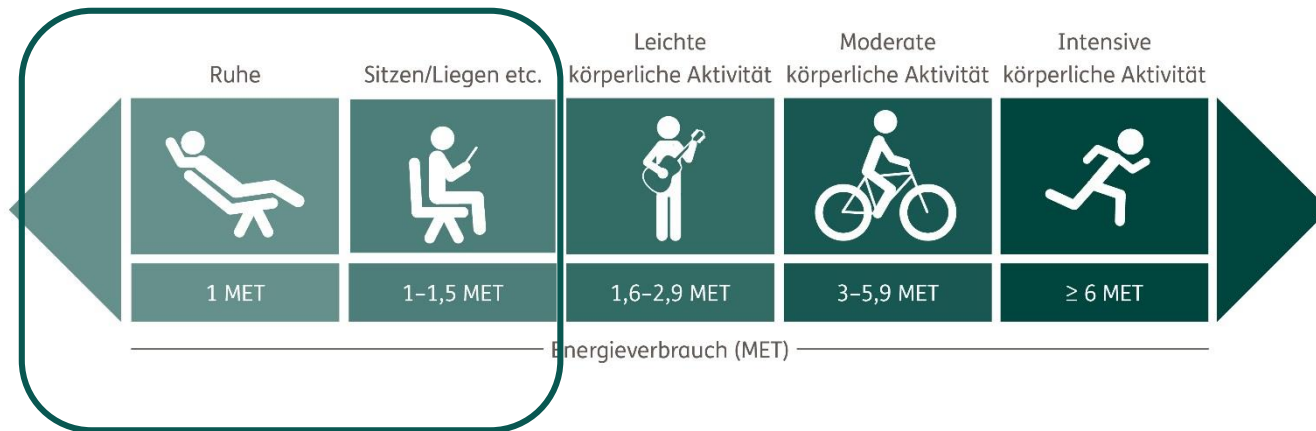 Ruhe
Sitzen/Liegen etc.
Leichte
körperliche Aktivität
Moderate
körperliche Aktivität
Intensive
körperliche Aktivität
1 MET
1–1,5 MET
1,6–2,9 MET
3–5,9 MET
≥ 6 MET
Energieverbrauch (MET)